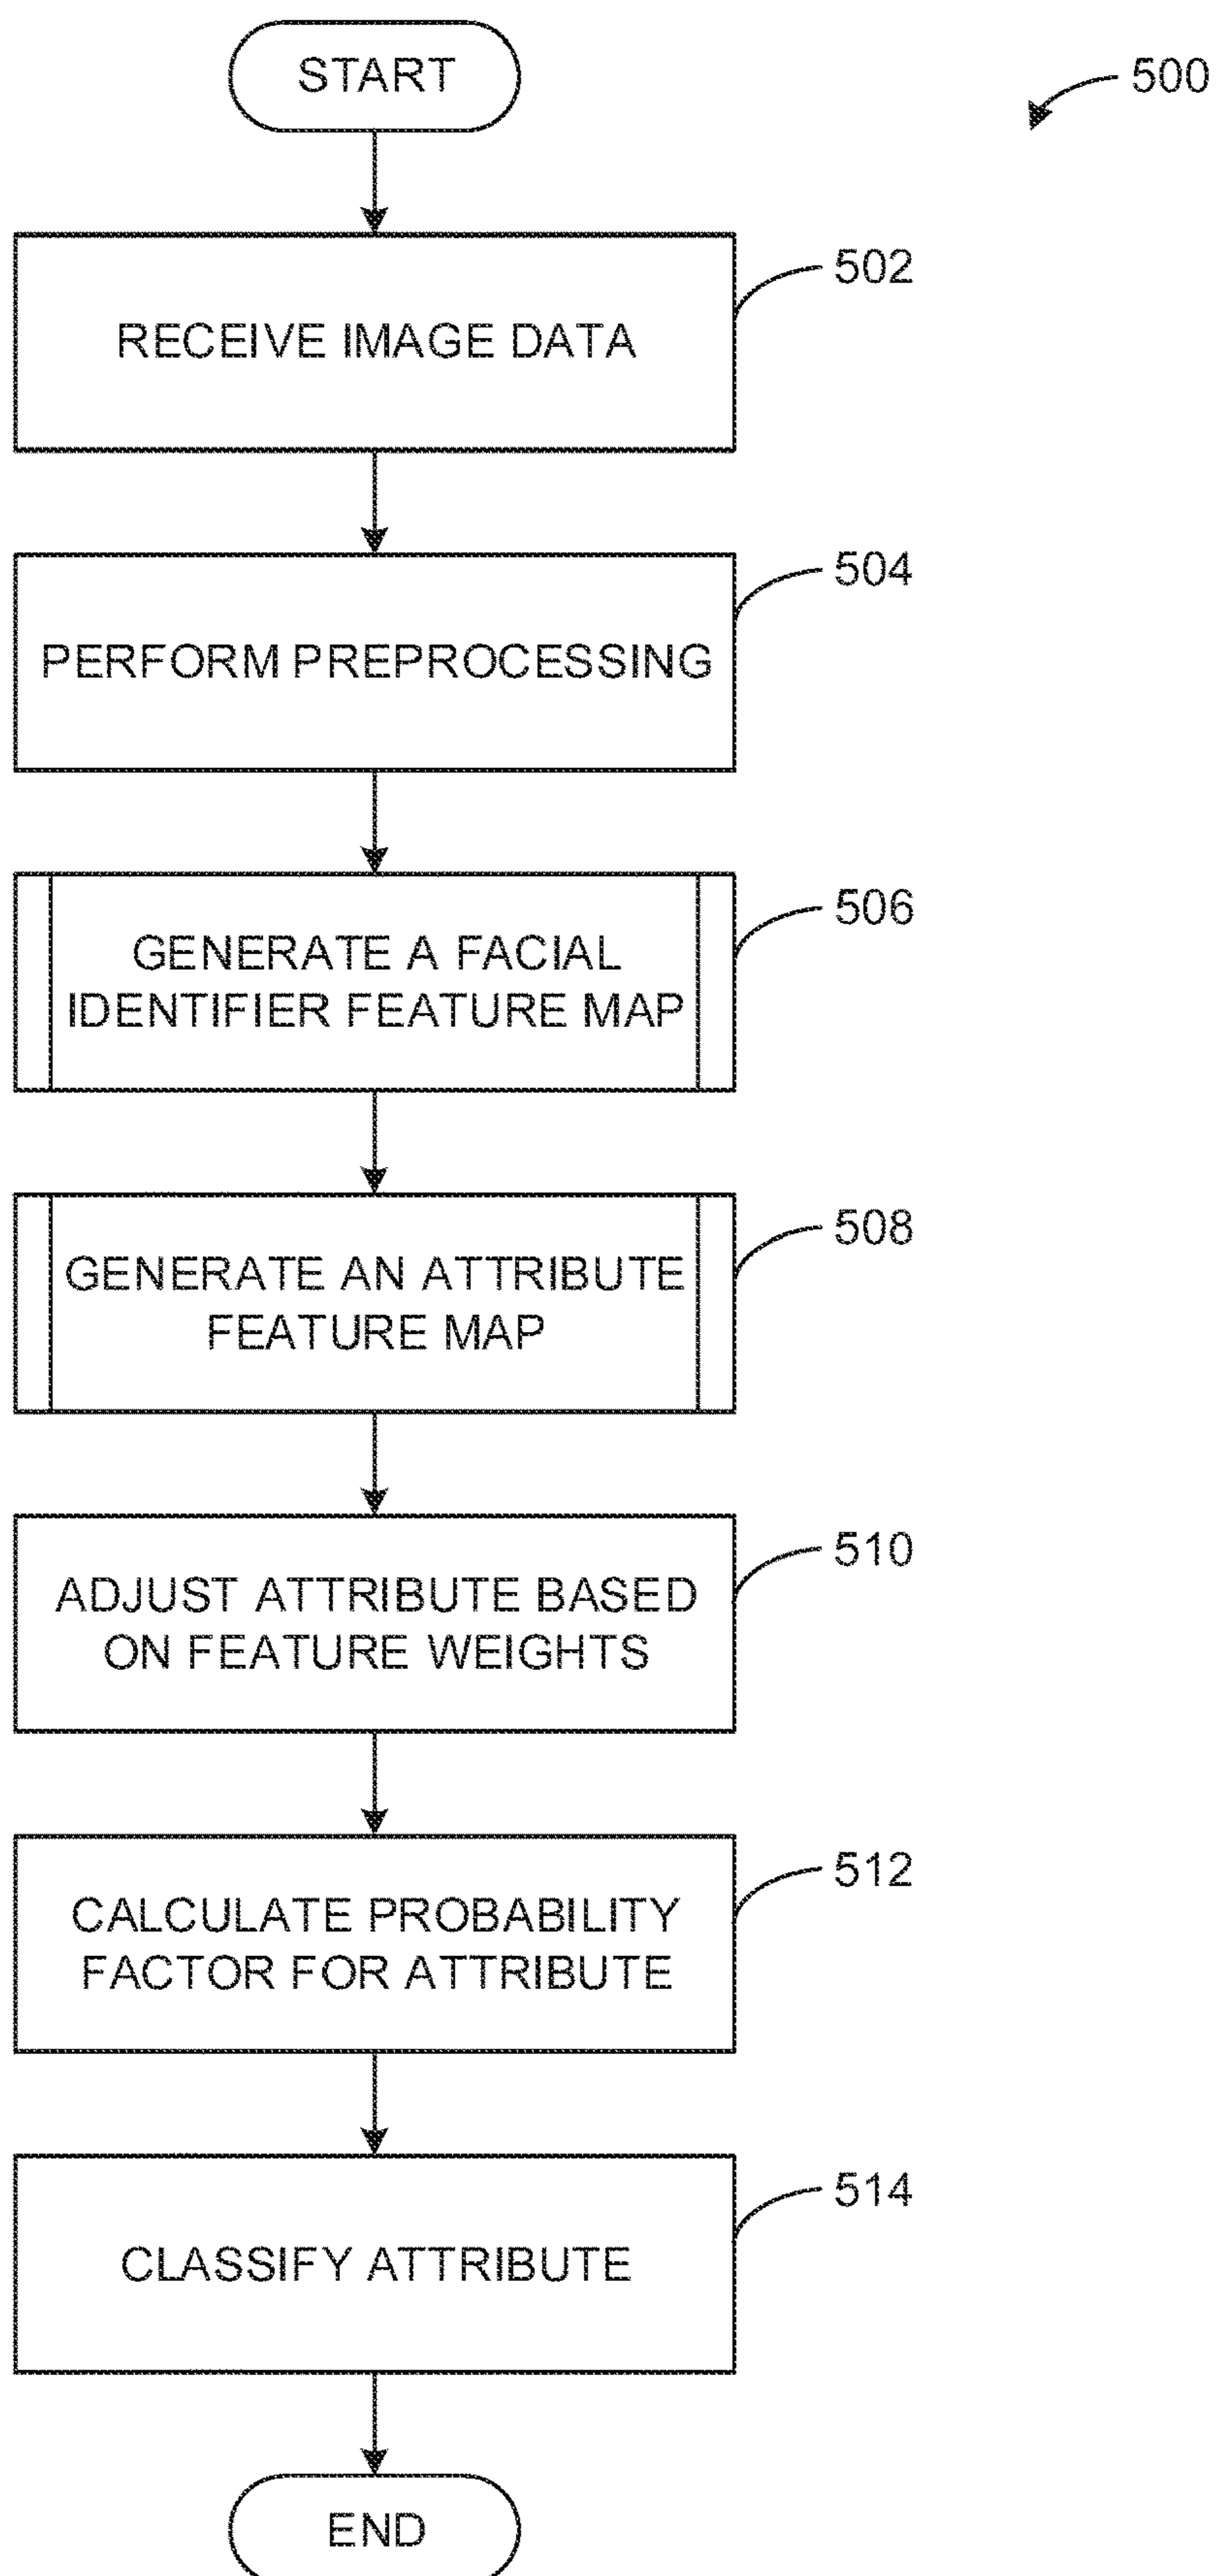 START
500
502
RECEIVE IMAGE DATA
504
PERFORM PREPROCESSING
506
GENERATE A FACIAL
IDENTIFIER FEATURE MAP
508
GENERATE AN ATTRIBUTE
FEATURE MAP
510
ADJUST ATTRIBUTE BASED
ON FEATURE WEIGHTS
512
CALCULATE PROBABILITY
FACTOR FOR ATTRIBUTE
514
CLASSIFY ATTRIBUTE
END